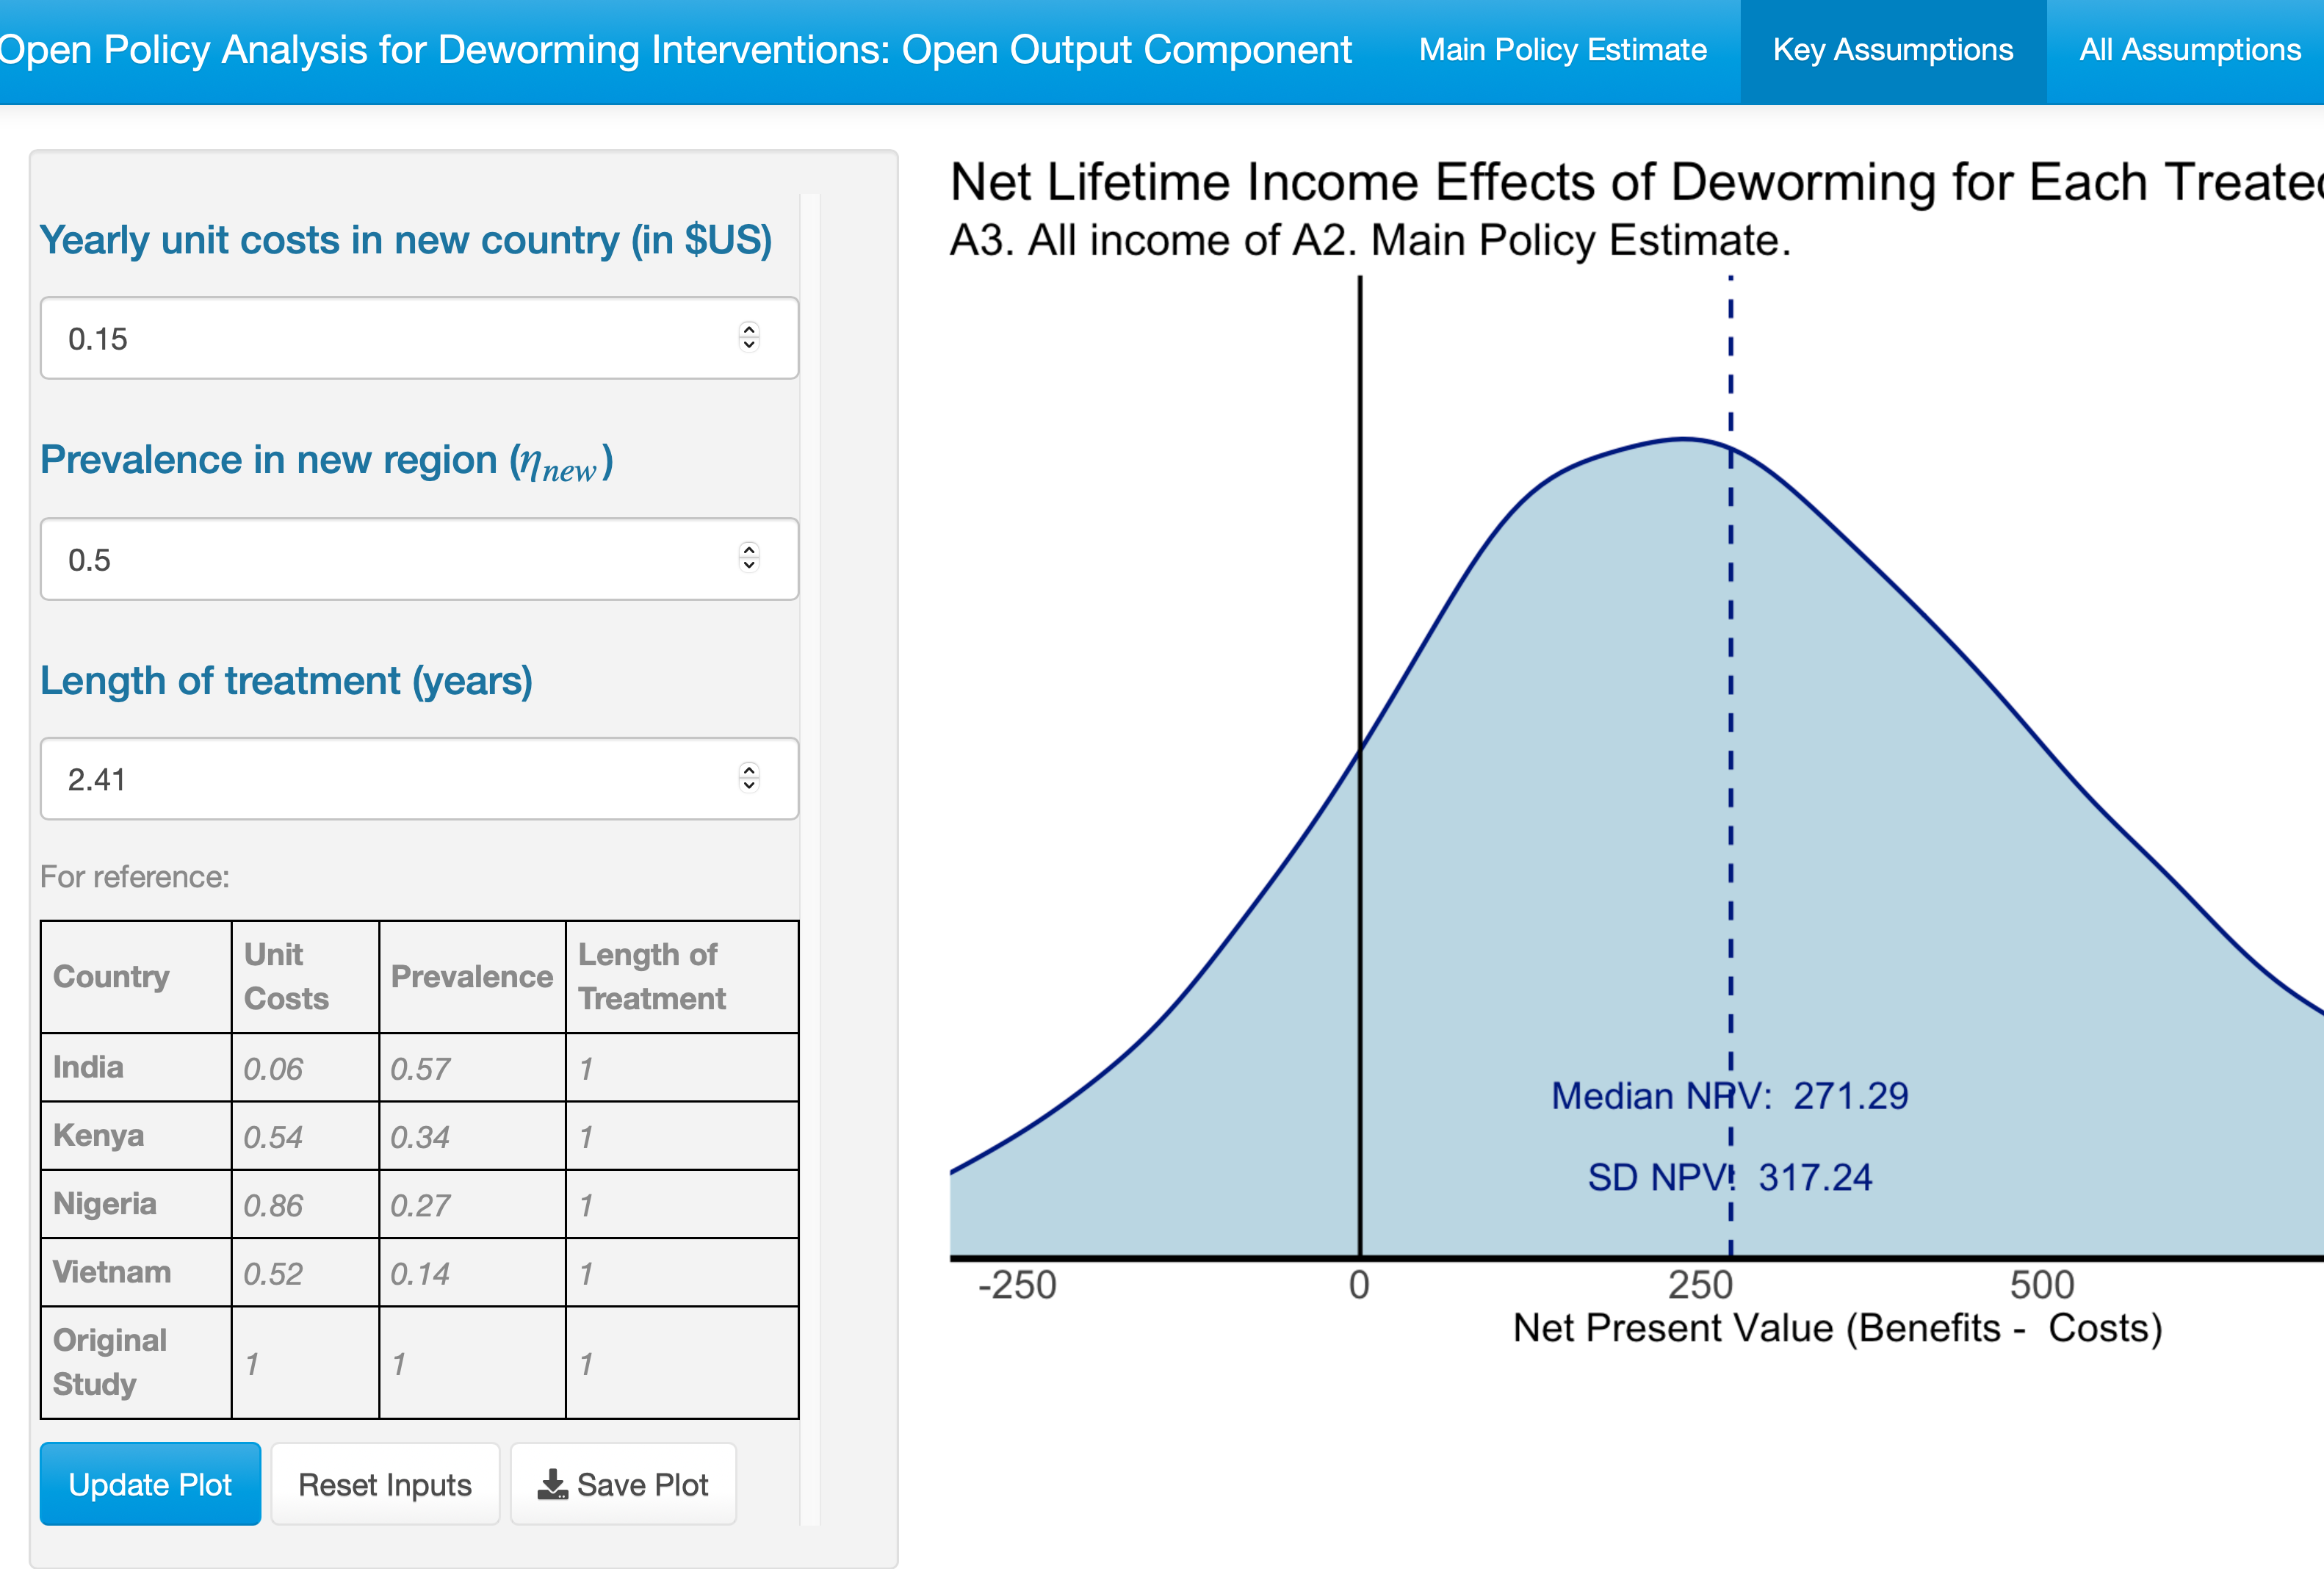 Open Policy Analysis for Deworming Interventions: Open Output Component Main Policy Estimate Key Assumptions All Assumptions
Yearly unit costs in new country (in $US)
0.15
Prevalence in new region (η_new)
0.5
Length of treatment (years)
2.41
For reference:
Country Unit Costs Prevalence Length of Treatment
India 0.06 0.57 1
Kenya 0.54 0.34 1
Nigeria 0.86 0.27 1
Vietnam 0.52 0.14 1
Original Study 1 1 1
Update Plot Reset Inputs Save Plot
Net Lifetime Income Effects of Deworming for Each
A3. All income of A2. Main Policy Estimate.
Median NPV: 271.29
SD NPV: 317.24
-250 0 250 500
Net Present Value (Benefits - Costs)